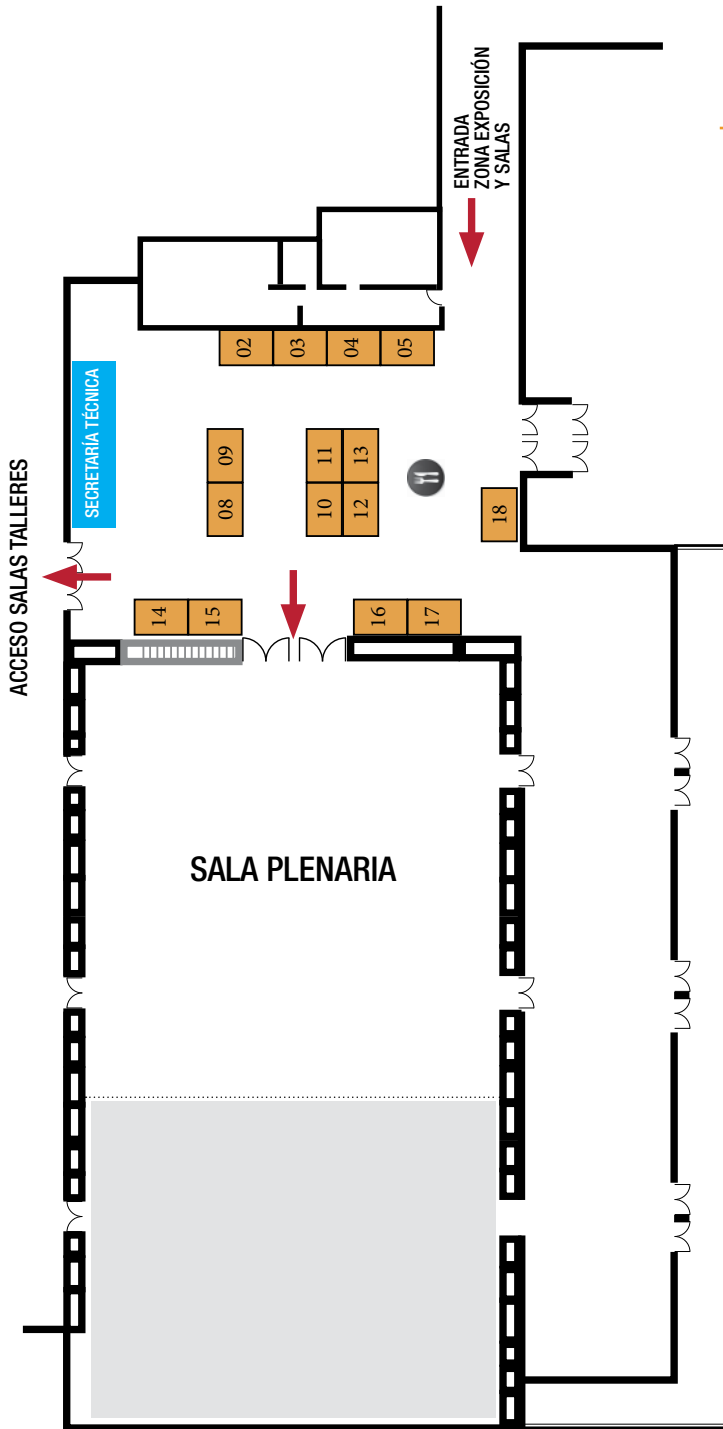 ENTRADA
ZONA EXPOSICIÓN
Y SALAS
02
03
04
05
SECRETARÍA TÉCNICA
09
08
11
13
10
12
18
ACCESO SALAS TALLERES
14
15
16
17
SALA PLENARIA